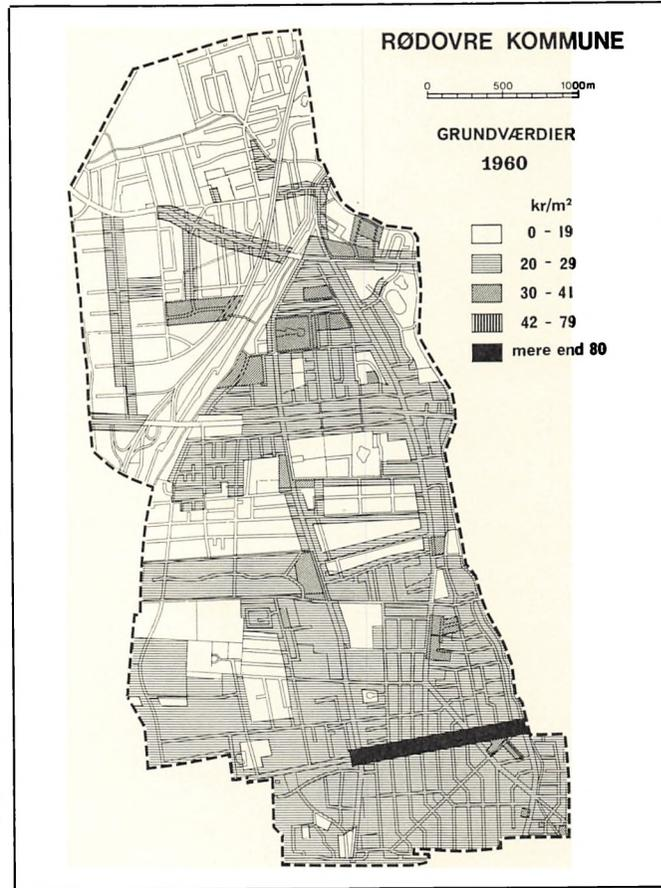 RØDOVRE KOMMUNE
0 500 1000m
GRUNDVÆRDIER
1960
kr/m²
0 - 19
20 - 29
30 - 41
42 - 79
mere end 80